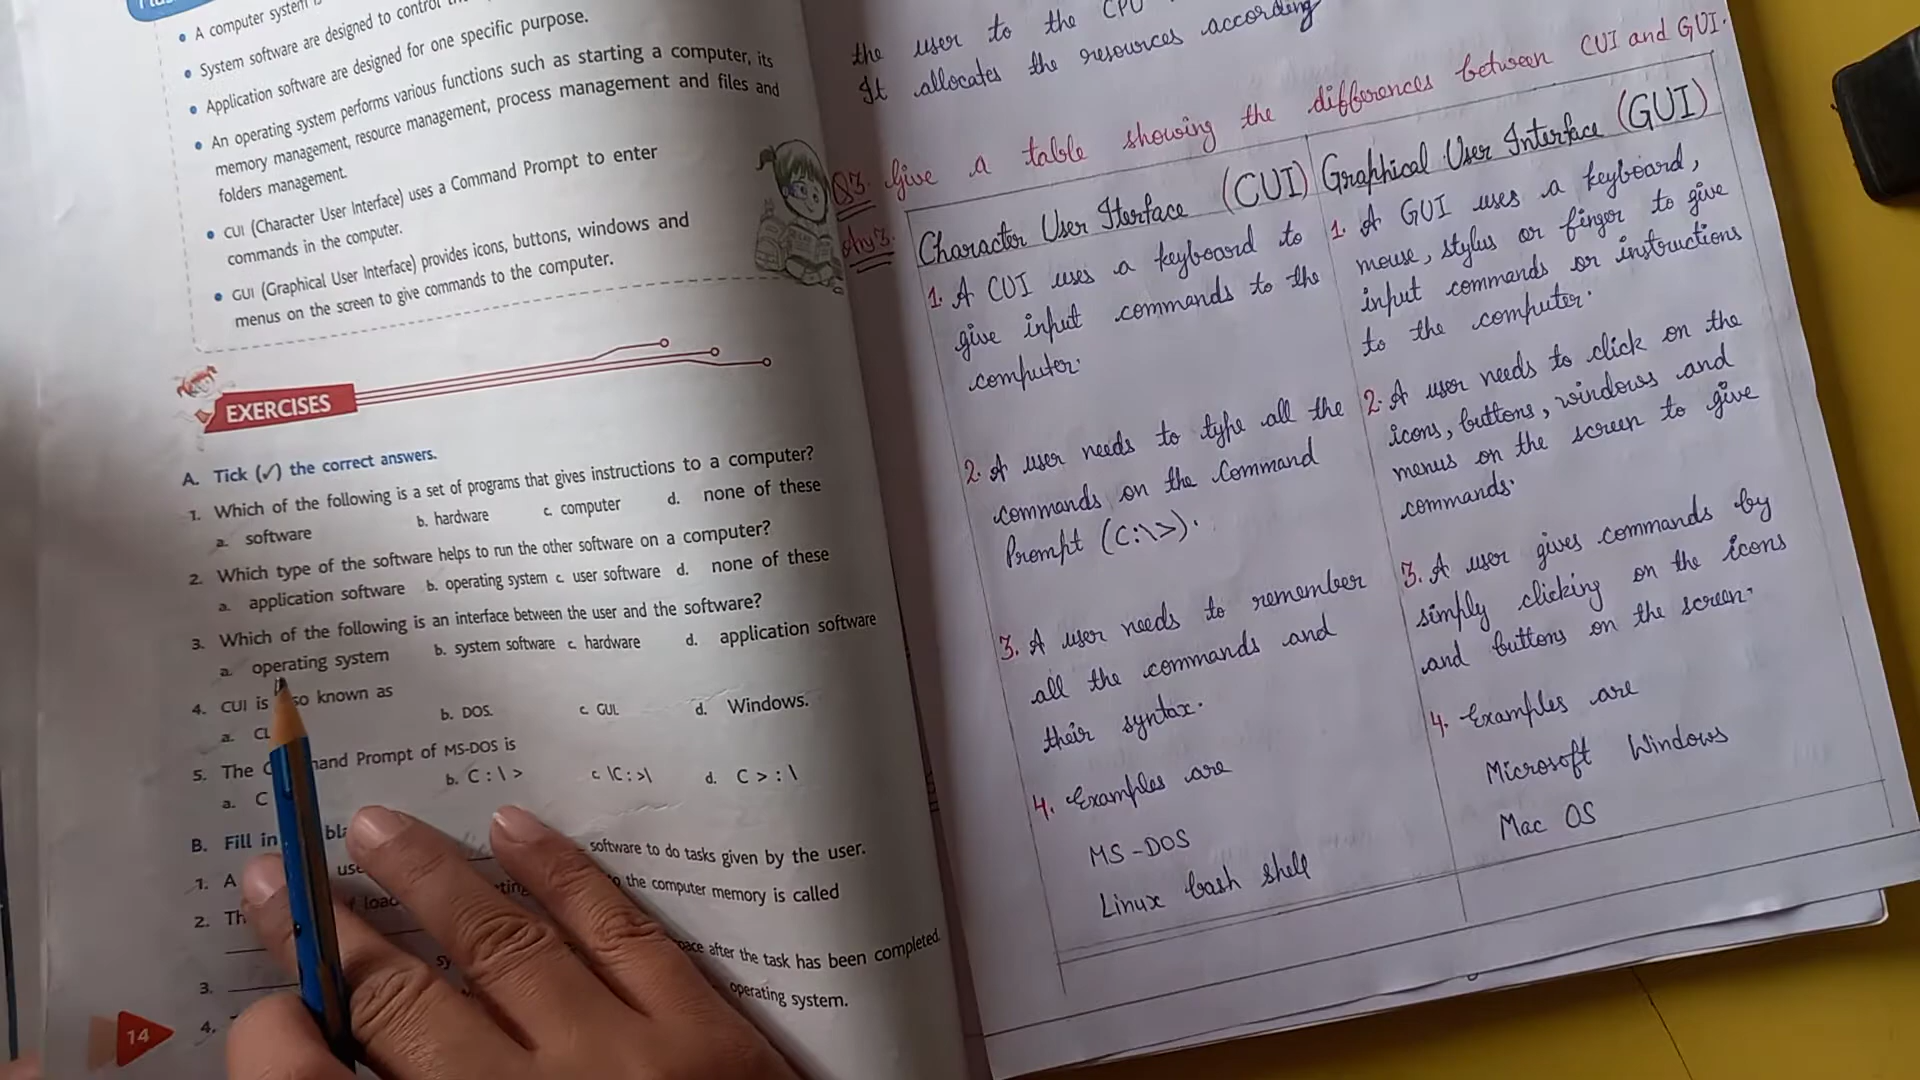 • A computer system
• System software are designed to control
• Application software are designed for one specific purpose.
• An operating system performs various functions such as starting a computer, its
memory management, resource management, process management and files and
folders management.
• CUI (Character User Interface) uses a Command Prompt to enter
commands in the computer.
• GUI (Graphical User Interface) provides icons, buttons, windows and
menus on the screen to give commands to the computer.
EXERCISES
A. Tick (✓) the correct answers.
1. Which of the following is a set of programs that gives instructions to a computer?
a. software b. hardware c. computer d. none of these
2. Which type of the software helps to run the other software on a computer?
a. application software b. operating system c. user software d. none of these
3. Which of the following is an interface between the user and the software?
a. operating system b. system software c. hardware d. application software
4. CUI is so known as
a. b. DOS. c. GUI. d. Windows.
5. The Prompt of MS-DOS is
a. C b. C : \ > c. \C : >\ d. C > : \
B. Fill in
1. A software to do tasks given by the user.
2. the computer memory is called
3. after the task has been completed.
4. operating system.
14
the user to the CPU
It allocates the resources according
Q3. Give a table showing the differences between CUI and GUI.
Ans3. Character User Iterface (CUI)
1. A CUI uses a keyboard to
give input commands to the
computer.
2. A user needs to type all the
commands on the Command
Prompt (C:\>).
3. A user needs to remember
all the commands and
their syntax.
4. Examples are
MS-DOS
Linux bash shell
Graphical User Interface (GUI)
1. A GUI uses a keyboard,
mouse, stylus or finger to give
input commands or instructions
to the computer.
2. A user needs to click on the
icons, buttons, windows and
menus on the screen to give
commands.
3. A user gives commands by
simply clicking on the icons
and buttons on the screen.
4. Examples are
Microsoft Windows
Mac OS